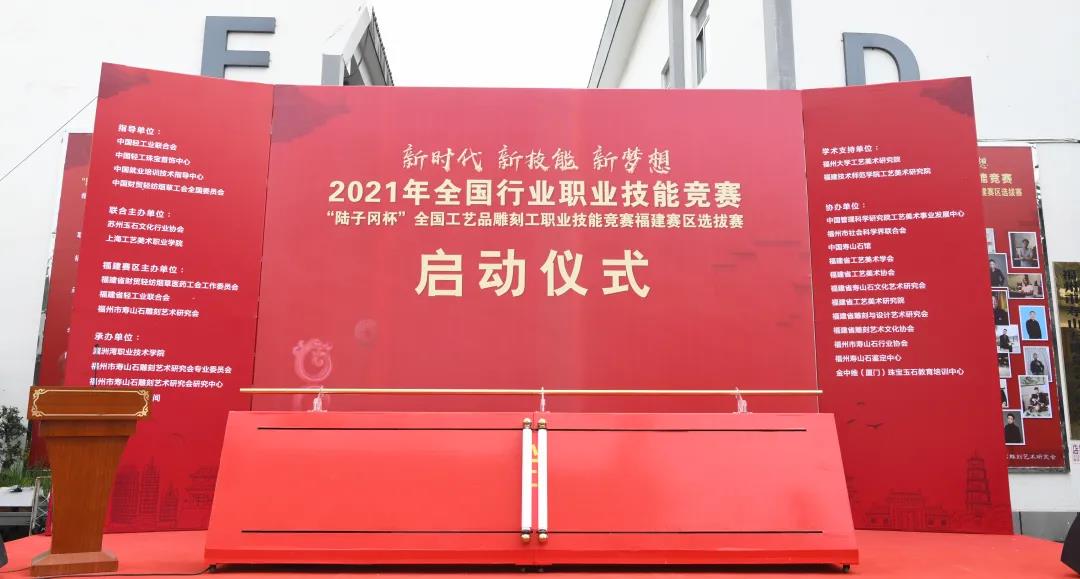 E
D
指导单位：
中国轻工业联合会
中国轻工珠宝首饰中心
中国就业培训技术指导中心
中国财贸轻纺烟草工会全国委员会
联合主办单位：
苏州玉石文化行业协会
上海工艺美术职业学院
福建赛区主办单位：
福建省财贸轻纺烟草医药工会工作委员会
福建省轻工业联合会
福州市寿山石雕刻艺术研究会
承办单位：
湄洲湾职业技术学院
福州市寿山石雕刻艺术研究会专业委员会
福州市寿山石雕刻艺术研究会研究中心
间
新时代 新技能 新梦想
2021年全国行业职业技能竞赛
“陆子冈杯”全国工艺品雕刻工职业技能竞赛福建赛区选拔赛
启动仪式
学术支持单位：
福州大学工艺美术研究院
福建技术师范学院工艺美术研究院
协办单位：
中国管理科学研究院工艺美术事业发展中心
福州市社会科学界联合会
中国寿山石馆
福建省工艺美术学会
福建省工艺美术协会
福建省寿山石文化艺术研究会
福建省工艺美术研究院
福建省雕刻与设计艺术研究会
福建省雕刻艺术文化协会
福州市寿山石行业协会
福州寿山石鉴定中心
金中维（厦门）珠宝玉石教育培训中心
想
能竞赛
建赛区选拔赛
雕刻艺术研究会